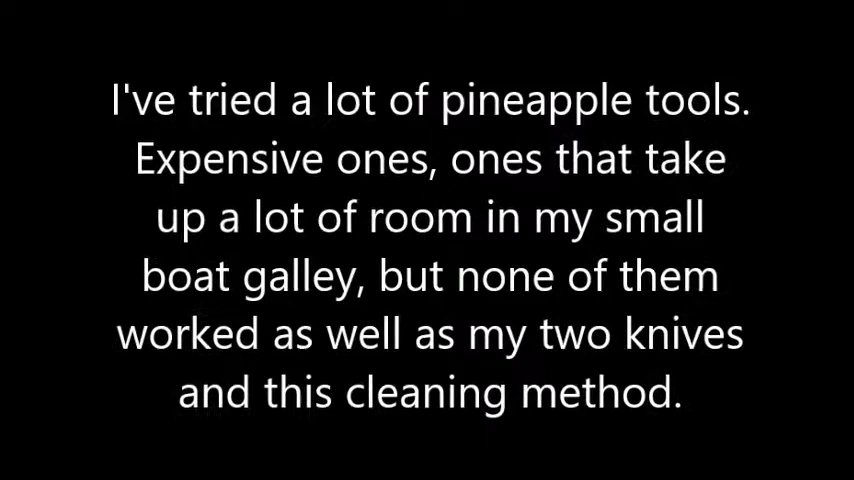 I've tried a lot of pineapple tools.
Expensive ones, ones that take
up a lot of room in my small
boat galley, but none of them
worked as well as my two knives
and this cleaning method.